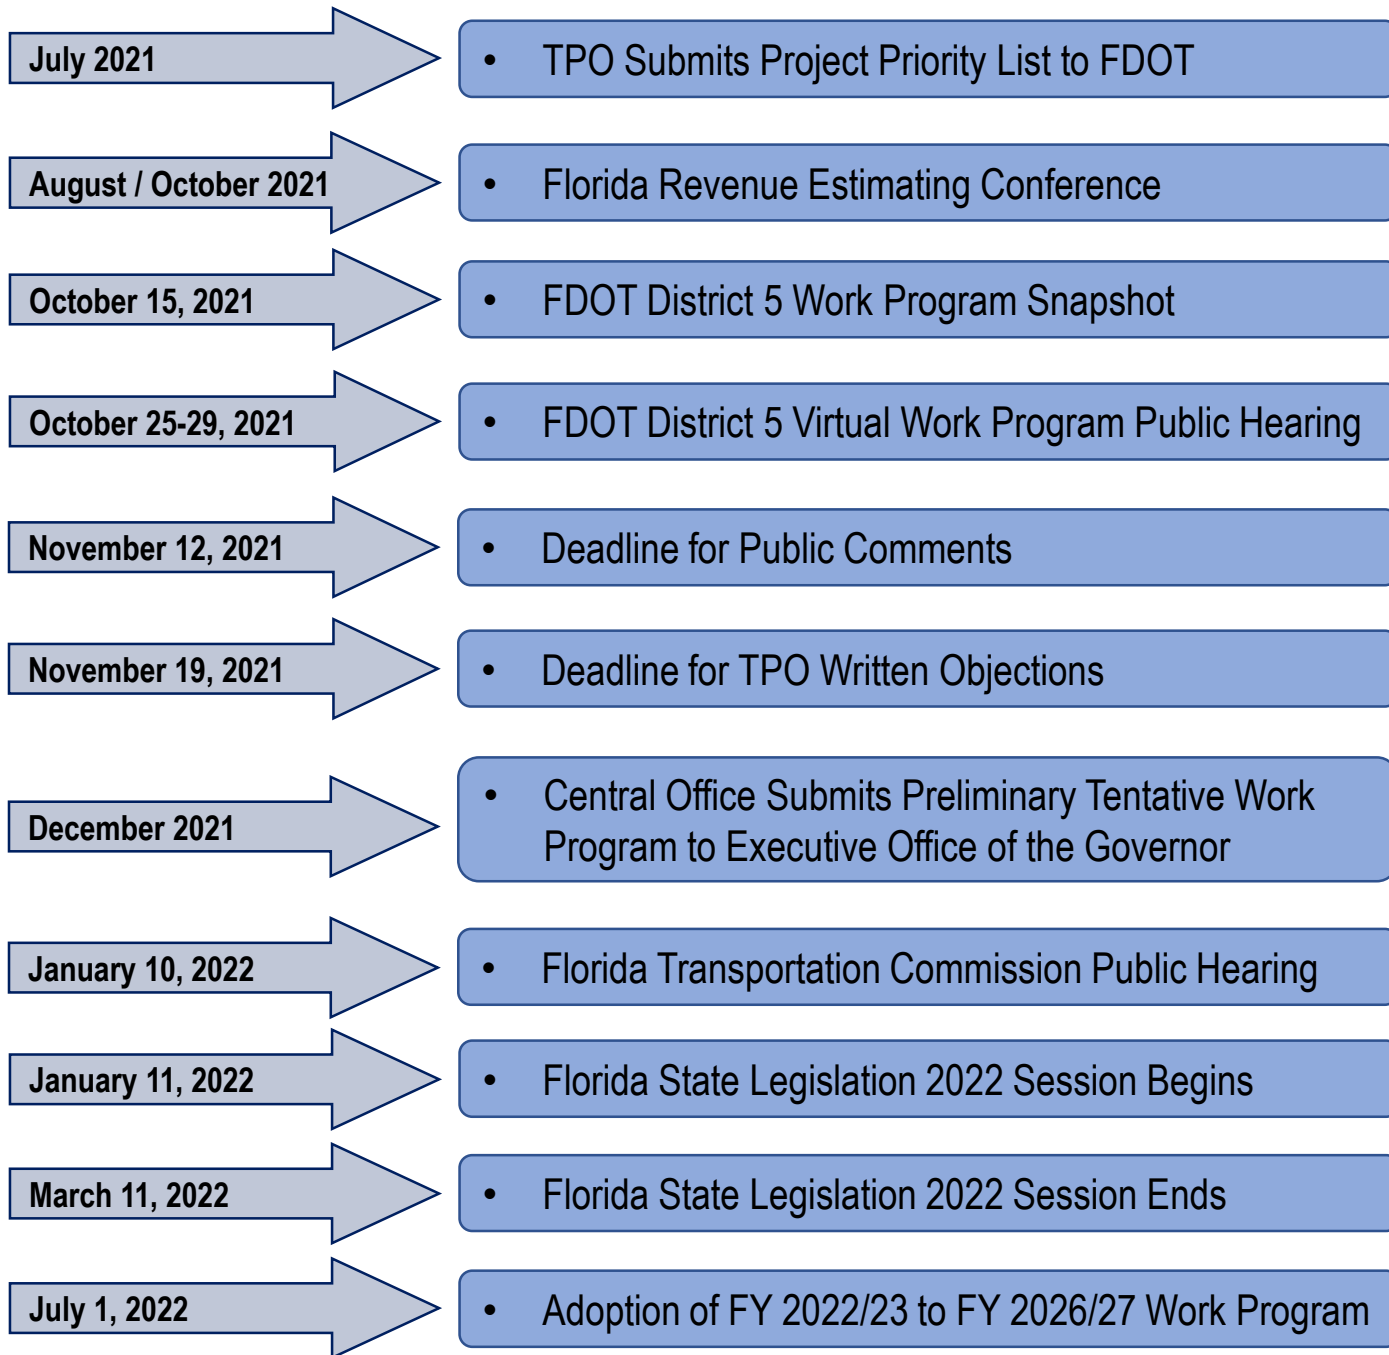 July 2021
• TPO Submits Project Priority List to FDOT
August / October 2021
• Florida Revenue Estimating Conference
October 15, 2021
• FDOT District 5 Work Program Snapshot
October 25-29, 2021
• FDOT District 5 Virtual Work Program Public Hearing
November 12, 2021
• Deadline for Public Comments
November 19, 2021
• Deadline for TPO Written Objections
December 2021
• Central Office Submits Preliminary Tentative Work
Program to Executive Office of the Governor
January 10, 2022
• Florida Transportation Commission Public Hearing
January 11, 2022
• Florida State Legislation 2022 Session Begins
March 11, 2022
• Florida State Legislation 2022 Session Ends
July 1, 2022
• Adoption of FY 2022/23 to FY 2026/27 Work Program